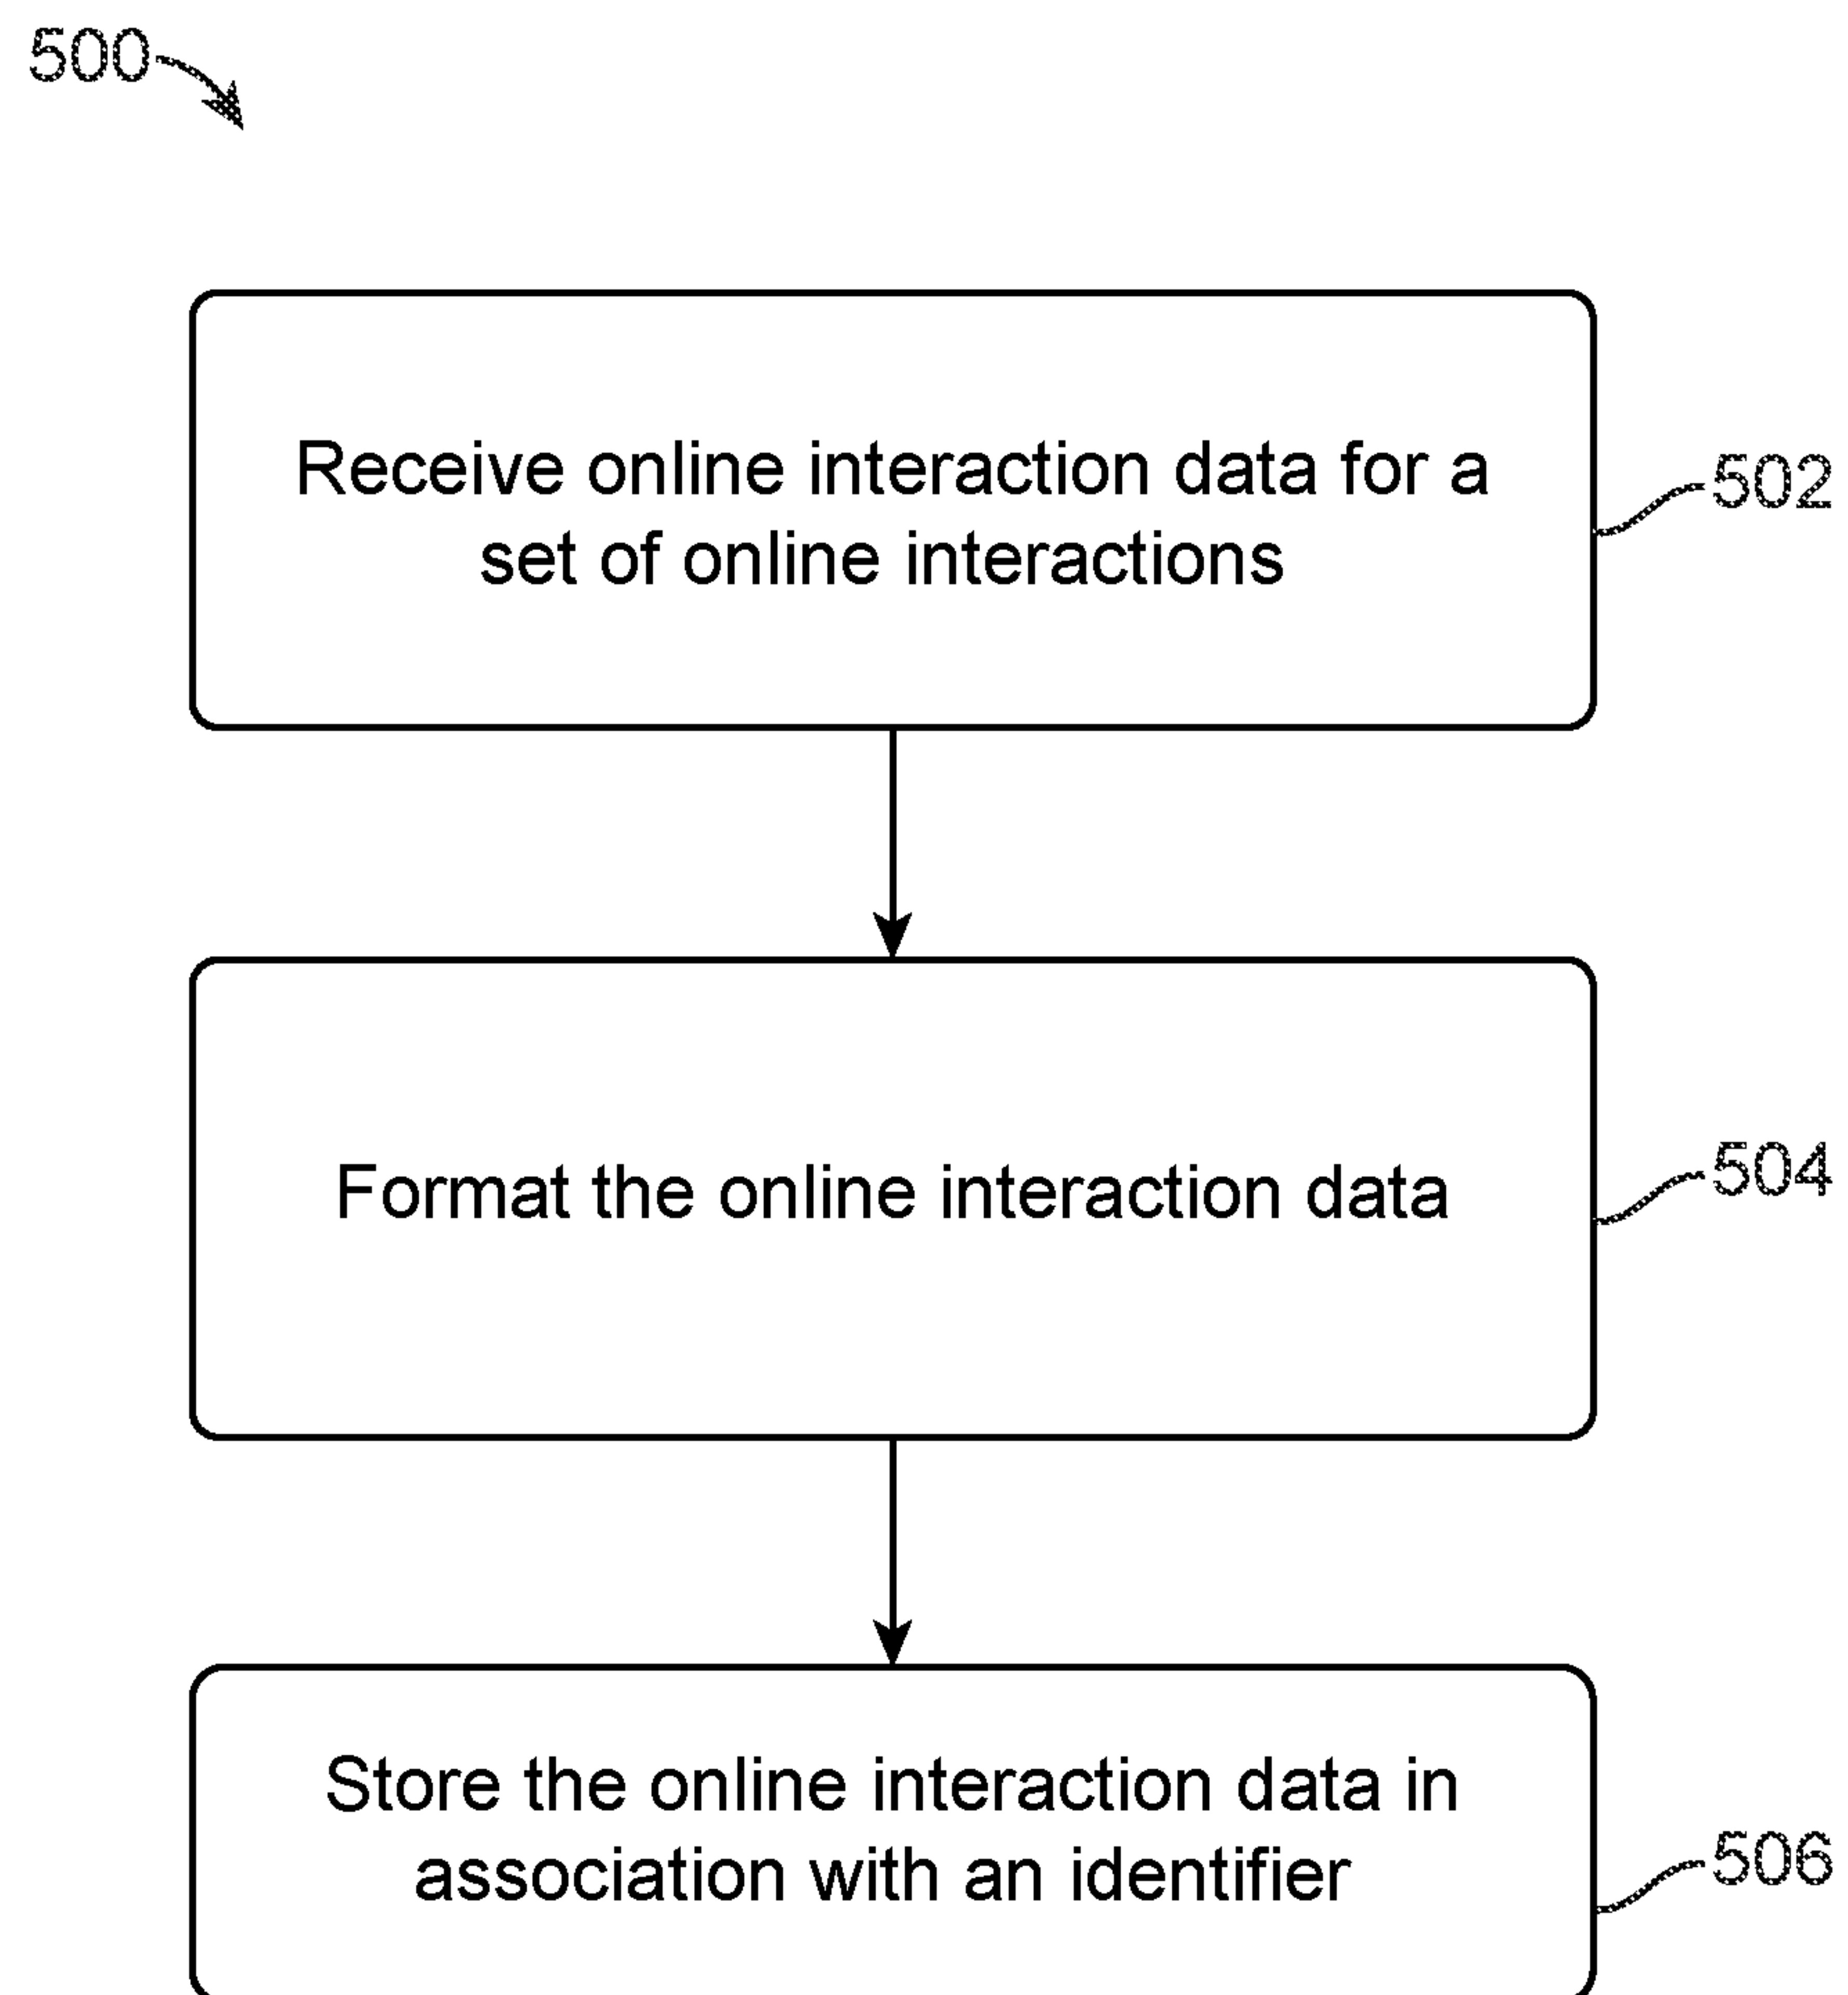 500
Receive online interaction data for a
set of online interactions
502
Format the online interaction data
504
Store the online interaction data in
association with an identifier
506